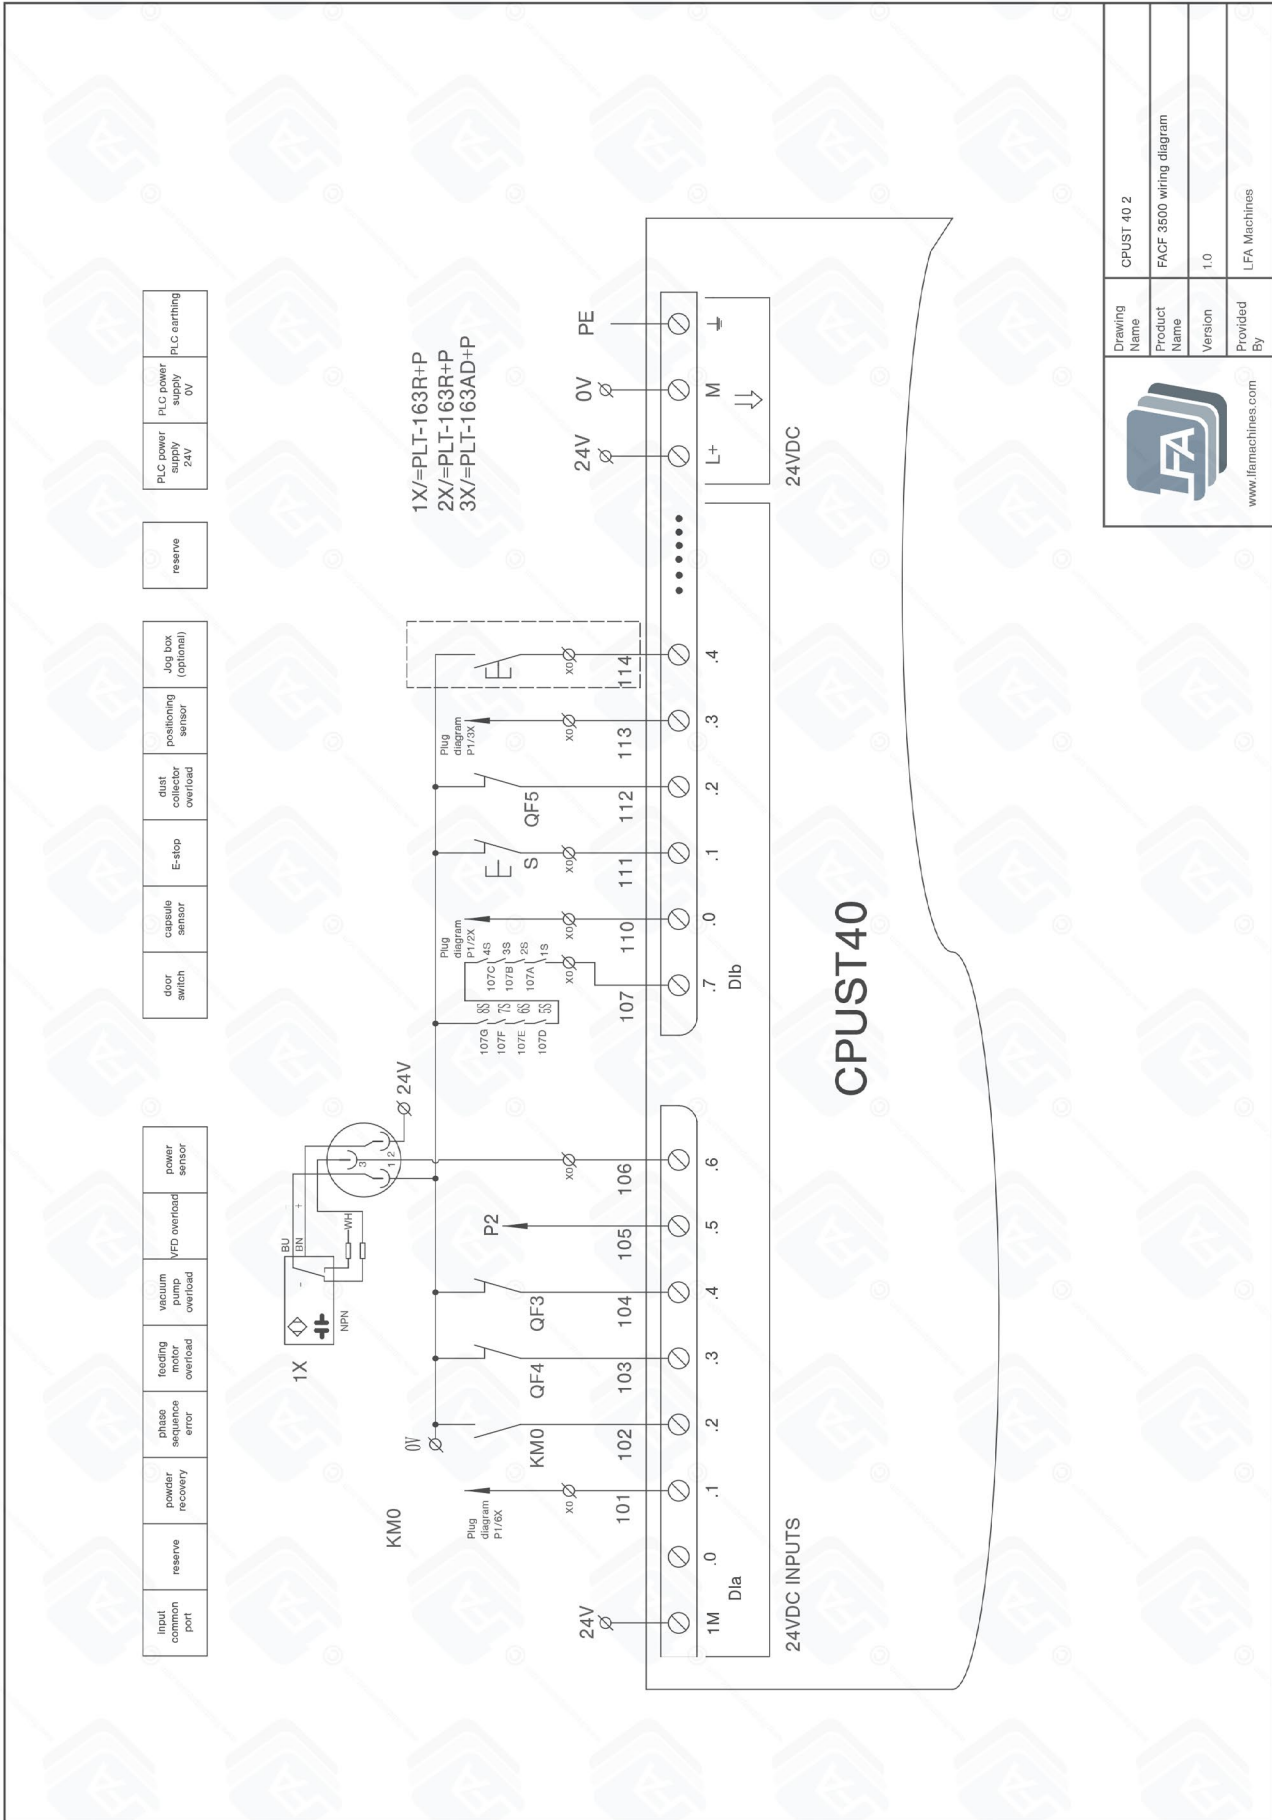 Input
common
port
reserve
powder
recovery
phase
sequence
error
feeding
motor
overload
vacuum
pump
overload
VFD overload
power
sensor
door
switch
capsule
sensor
E-stop
dust
collector
overload
positioning
sensor
Jog box
(optional)
reserve
PLC power
supply
24V
PLC power
supply
0V
PLC earthing
1X
NPN
-
+
BU
BN
WH
1
2
3
24V
KM0
0V
1X/=PLT-163R+P
2X/=PLT-163R+P
3X/=PLT-163AD+P
Plug
diagram
P1/6X
KM0
QF4
QF3
P2
107G 8S
107F 7S
107E 6S
107D 5S
107C 4S
107B 3S
107A 2S
1S
Plug
diagram
P1/2X
S
QF5
Plug
diagram
P1/3X
X0
X0
X0
X0
X0
X0
X0
24V
101
102
103
104
105
106
107
110
111
112
113
114
24V
0V
PE
1M
.0
.1
.2
.3
.4
.5
.6
.7
.0
.1
.2
.3
.4
L+
M
DIa
DIb
24VDC INPUTS
24VDC
CPUST40
LFA
www.lfamachines.com
Drawing
Name
CPUST 40 2
Product
Name
FACF 3500 wiring diagram
Version
1.0
Provided
By
LFA Machines